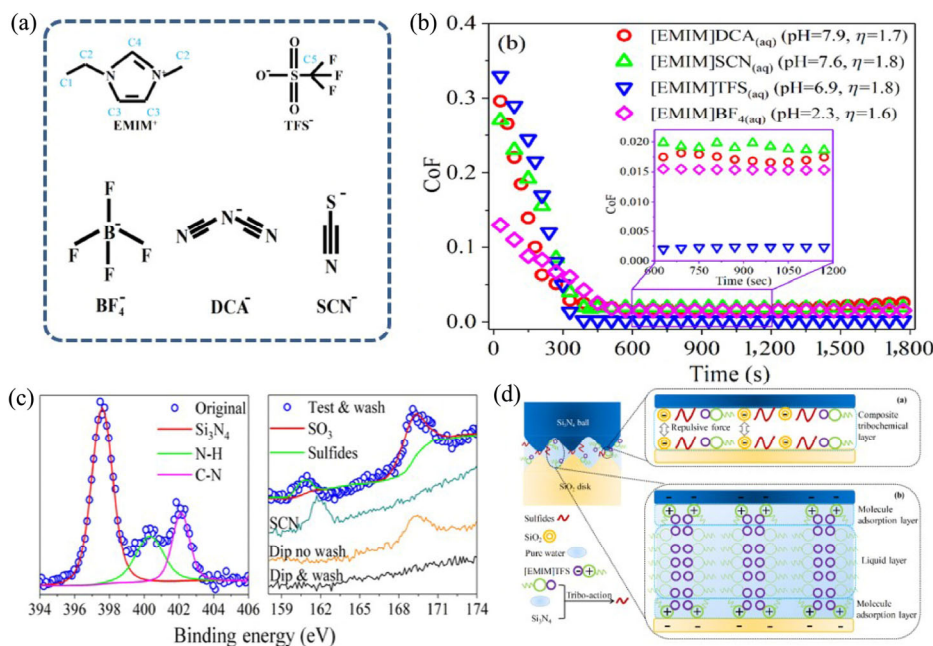 (a)
C2
C4
C2
N
N⁺
C1
C3
C3
EMIM⁺
O
C5
F
O⁻
S
F
O
F
TFS⁻
F
B⁻
F
F
F
BF₄⁻
N⁻
N
N
DCA⁻
S⁻
N
SCN⁻
(b)
(b)
[EMIM]DCA(aq) (pH=7.9, η=1.7)
[EMIM]SCN(aq) (pH=7.6, η=1.8)
[EMIM]TFS(aq) (pH=6.9, η=1.8)
[EMIM]BF₄(aq) (pH=2.3, η=1.6)
CoF
0.3
0.2
0.1
0.0
0 300 600 900 1,200 1,500 1,800
Time (s)
CoF
0.020
0.015
0.010
0.005
0.000
600 750 900 1050 1200
Time (sec)
(c)
Original
Si₃N₄
N-H
C-N
394 396 398 400 402 404 406
Test & wash
SO₃
Sulfides
SCN
Dip no wash
Dip & wash
159 162 165 168 171 174
Binding energy (eV)
(d)
Si₃N₄ ball
SiO₂ disk
Sulfides
SiO₂
Pure water
[EMIM]TFS
Tribo-action
Si₃N₄
(a)
Repulsive force
Composite
tribochemical
layer
(b)
Molecule
adsorption layer
Liquid layer
Molecule
adsorption layer